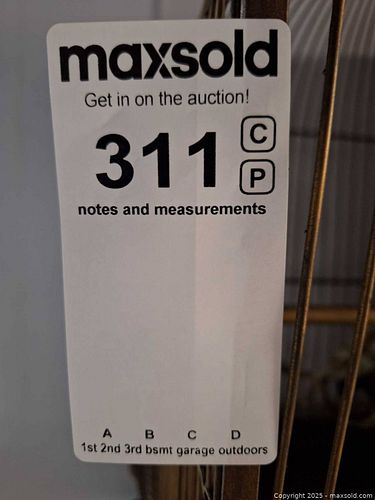 maxsold
Get in on the auction!
311 C
P
notes and measurements
A B C D
1st 2nd 3rd bsmt garage outdoors
Copyright 2025 - maxsold.com